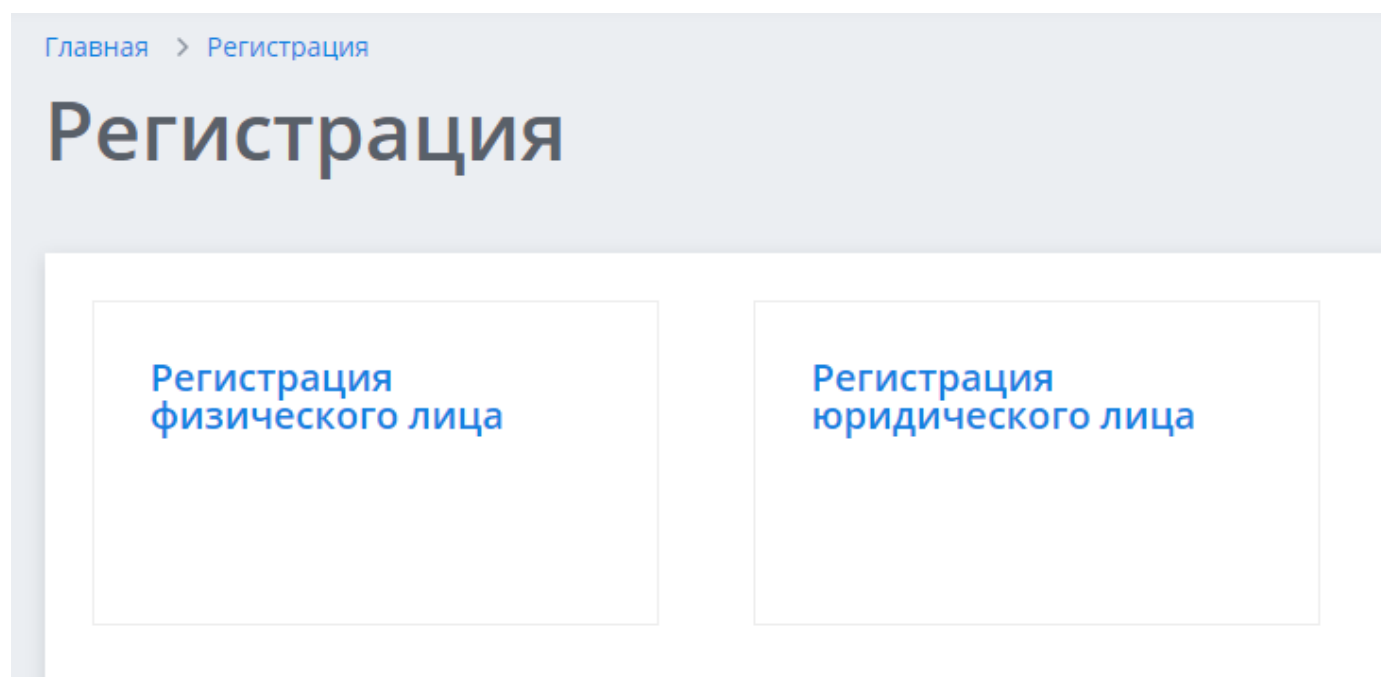 Главная > Регистрация
Регистрация
Регистрация
физического лица
Регистрация
юридического лица